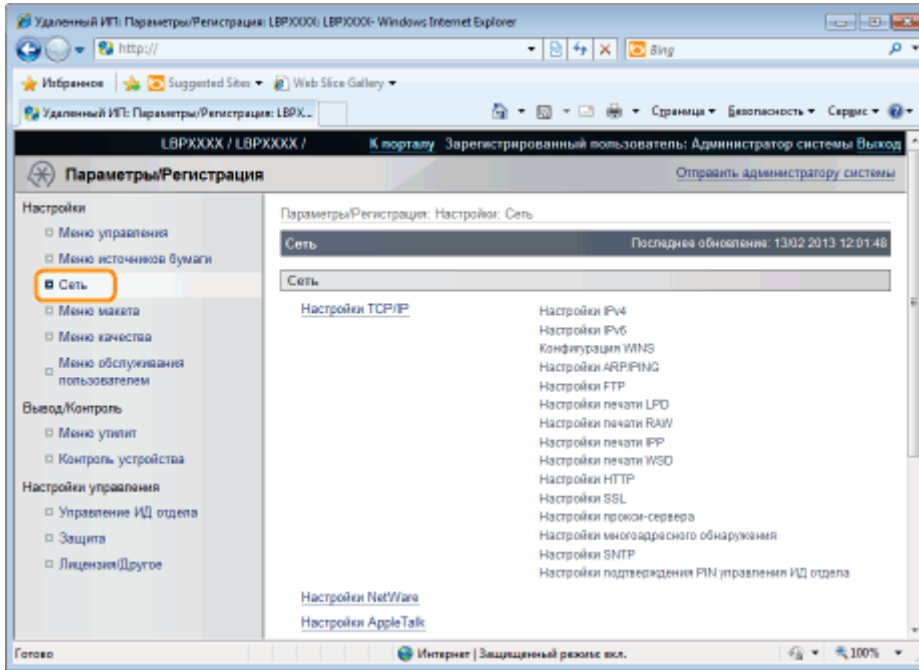 Удаленный ИП: Параметры/Регистрация: LBPXXXX: LBPXXXX- Windows Internet Explorer
http://
Bing
Избранное Suggested Sites Web Slice Gallery
Удаленный ИП: Параметры/Регистрация: LBPX...
Страница Безопасность Сервис
LBPXXXX / LBPXXXX / К порталу Зарегистрированный пользователь: Администратор системы Выход
Параметры/Регистрация Отправить администратору системы
Настройки
Меню управления
Меню источников бумаги
Сеть
Меню макета
Меню качества
Меню обслуживания
пользователем
Вывод/Контроль
Меню утилит
Контроль устройства
Настройки управления
Управление ИД отдела
Защита
Лицензия/Другое
Параметры/Регистрация: Настройки: Сеть
Сеть Последнее обновление: 13/02 2013 12:01:48
Сеть
Настройки TCP/IP
Настройки IPv4
Настройки IPv6
Конфигурация WINS
Настройки ARP/PING
Настройки FTP
Настройки печати LPD
Настройки печати RAW
Настройки печати IPP
Настройки печати WSD
Настройки HTTP
Настройки SSL
Настройки прокси-сервера
Настройки многоадресного обнаружения
Настройки SNTP
Настройки подтверждения PIN управления ИД отдела
Настройки NetWare
Настройки AppleTalk
Готово Интернет | Защищенный режим: вкл. 100%